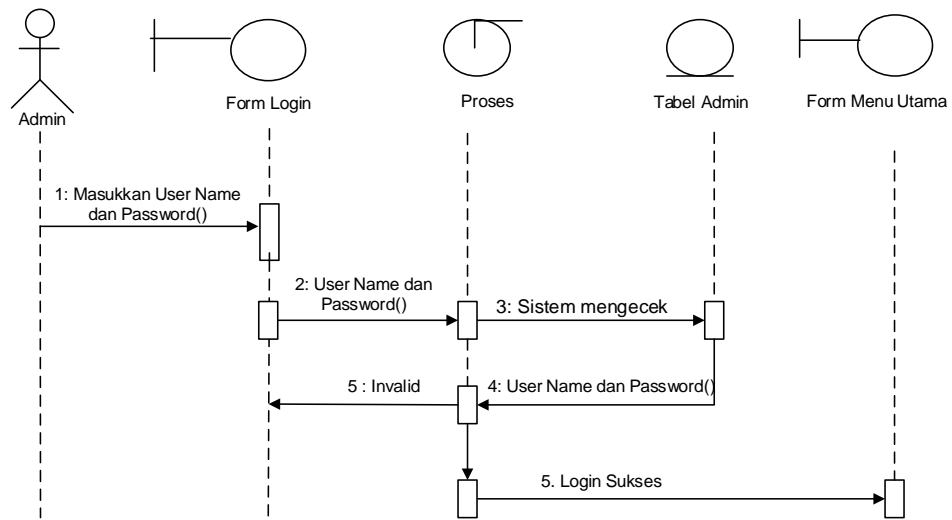 Admin
Form Login
Proses
Tabel Admin
Form Menu Utama
1: Masukkan User Name
dan Password()
2: User Name dan
Password()
3: Sistem mengecek
5 : Invalid
4: User Name dan Password()
5. Login Sukses